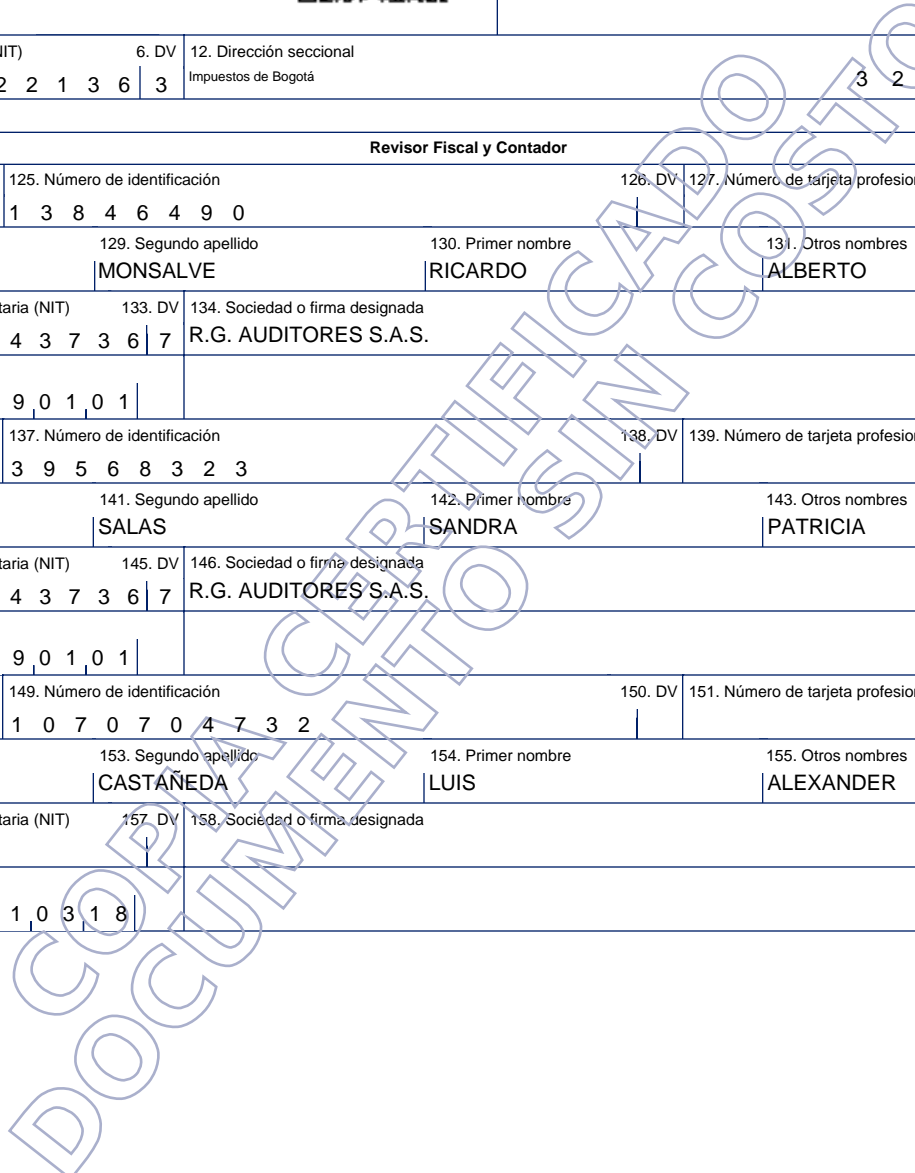 NIT) 6. DV 12. Dirección seccional
2 2 1 3 6 3 Impuestos de Bogotá 3 2
Revisor Fiscal y Contador
125. Número de identificación 126. DV 127. Número de tarjeta profesion
1 3 8 4 6 4 9 0
129. Segundo apellido 130. Primer nombre 131. Otros nombres
MONSALVE RICARDO ALBERTO
taria (NIT) 133. DV 134. Sociedad o firma designada
4 3 7 3 6 7 R.G. AUDITORES S.A.S.
9 0 1 0 1
137. Número de identificación 138. DV 139. Número de tarjeta profesion
3 9 5 6 8 3 2 3
141. Segundo apellido 142. Primer nombre 143. Otros nombres
SALAS SANDRA PATRICIA
taria (NIT) 145. DV 146. Sociedad o firma designada
4 3 7 3 6 7 R.G. AUDITORES S.A.S.
9 0 1 0 1
149. Número de identificación 150. DV 151. Número de tarjeta profesion
1 0 7 0 7 0 4 7 3 2
153. Segundo apellido 154. Primer nombre 155. Otros nombres
CASTAÑEDA LUIS ALEXANDER
taria (NIT) 157. DV 158. Sociedad o firma designada
1 0 3 1 8
COPIA CERTIFICADO
DOCUMENTO SIN COSTO